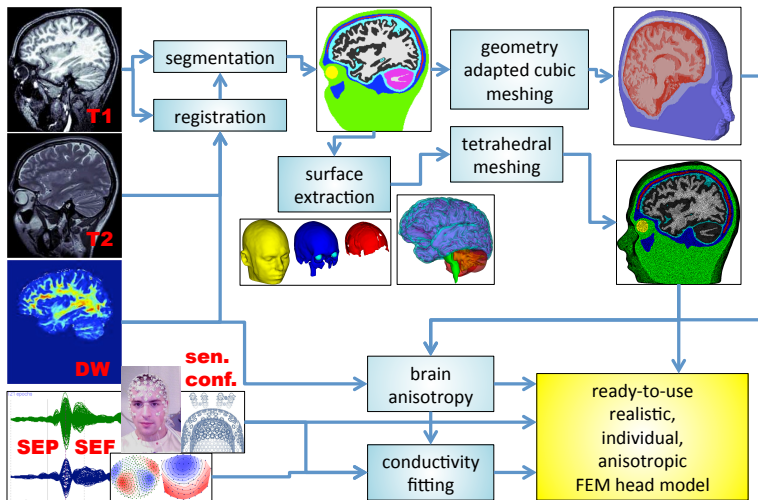 segmentation
T1
registration
geometry
adapted cubic
meshing
T2
surface
extraction
tetrahedral
meshing
DW
sen.
conf.
SEP SEF
brain
anisotropy
conductivity
fitting
ready-to-use
realistic,
individual,
anisotropic
FEM head model